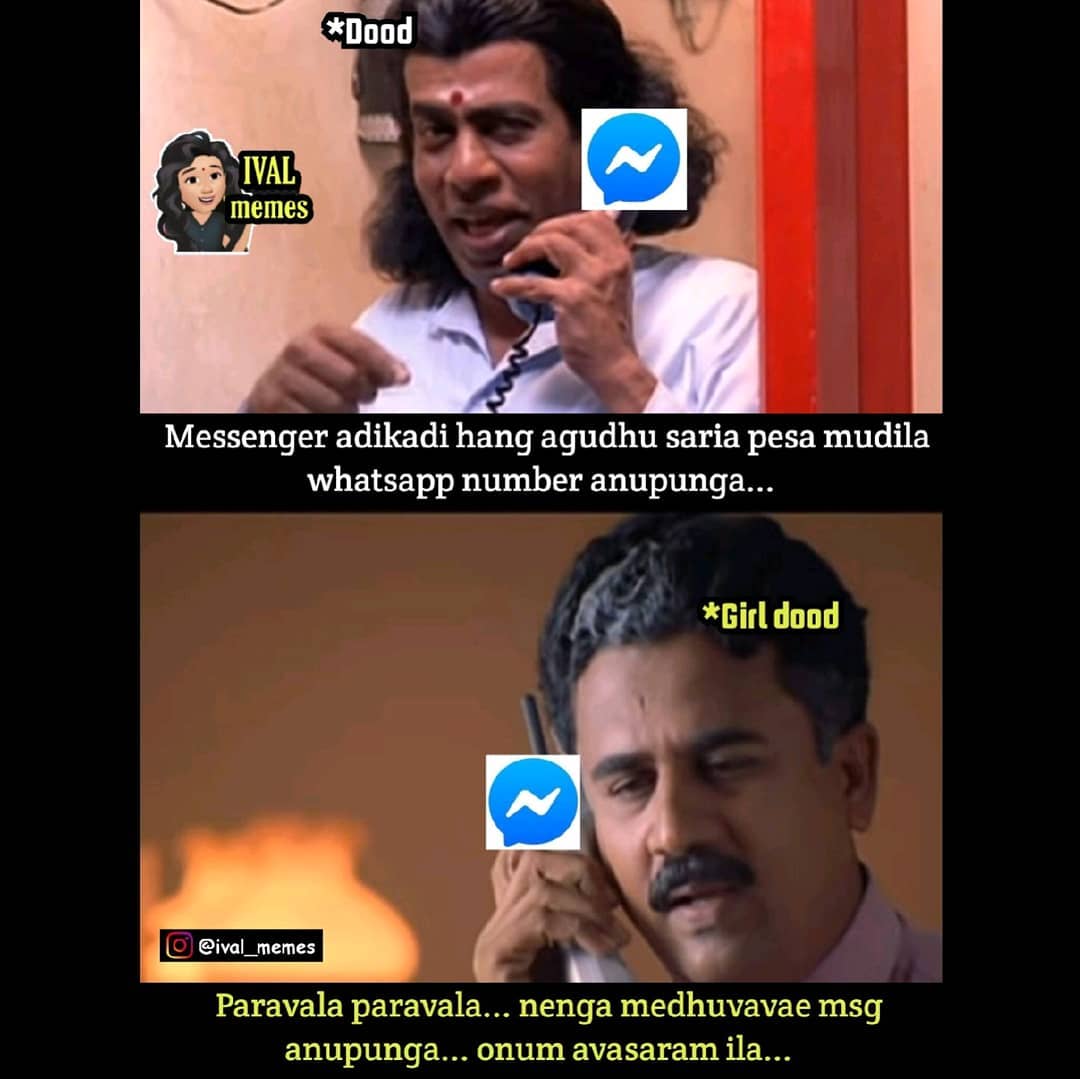 *Dood
IVAL
memes
Messenger adikadi hang agudhu saria pesa mudila
whatsapp number anupunga...
*Girl dood
@ival_memes
Paravala paravala... nenga medhuvavae msg
anupunga... onum avasaram ila...